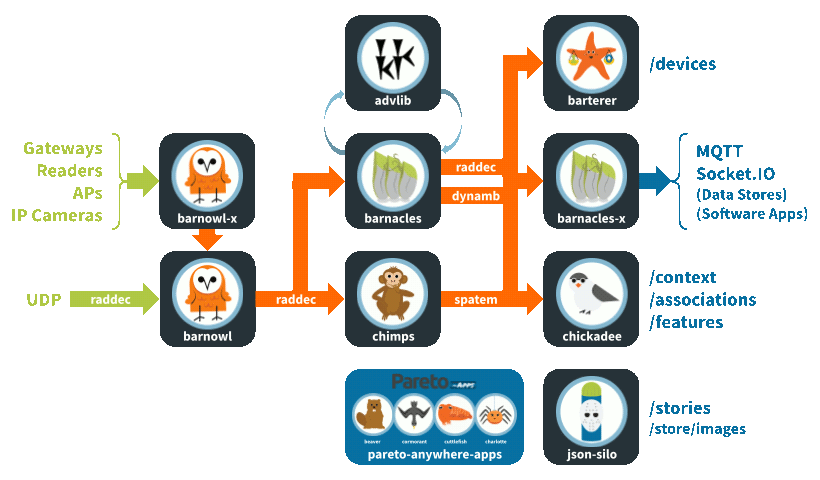 advlib
barterer
/devices
Gateways
Readers
APs
IP Cameras
barnowl-x
barnacles
raddec
dynamb
barnacles-x
MQTT
Socket.IO
(Data Stores)
(Software Apps)
UDP
raddec
barnowl
raddec
chimps
spatem
chickadee
/context
/associations
/features
Pareto
APPS
beaver
cormorant
cuttlefish
charlotte
pareto-anywhere-apps
json-silo
/stories
/store/images